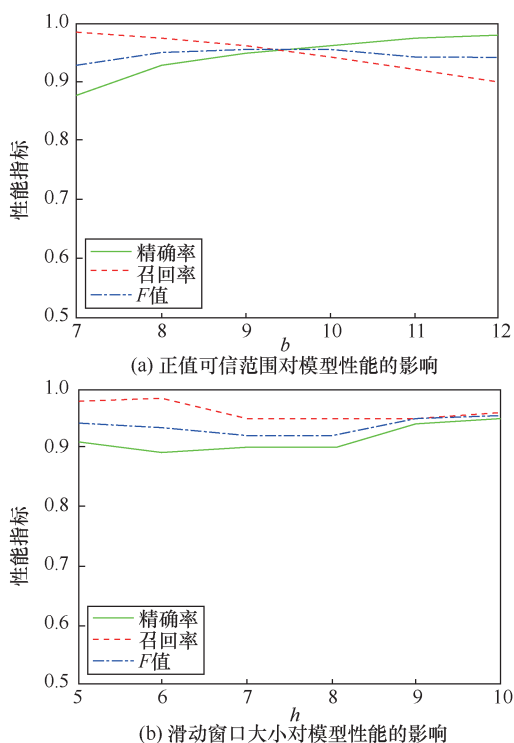 1.0
0.9
0.8
0.7
0.6
0.5
性能指标
精确率
召回率
F值
7 8 9 10 11 12
b
(a) 正值可信范围对模型性能的影响
1.0
0.9
0.8
0.7
0.6
0.5
性能指标
精确率
召回率
F值
5 6 7 8 9 10
h
(b) 滑动窗口大小对模型性能的影响